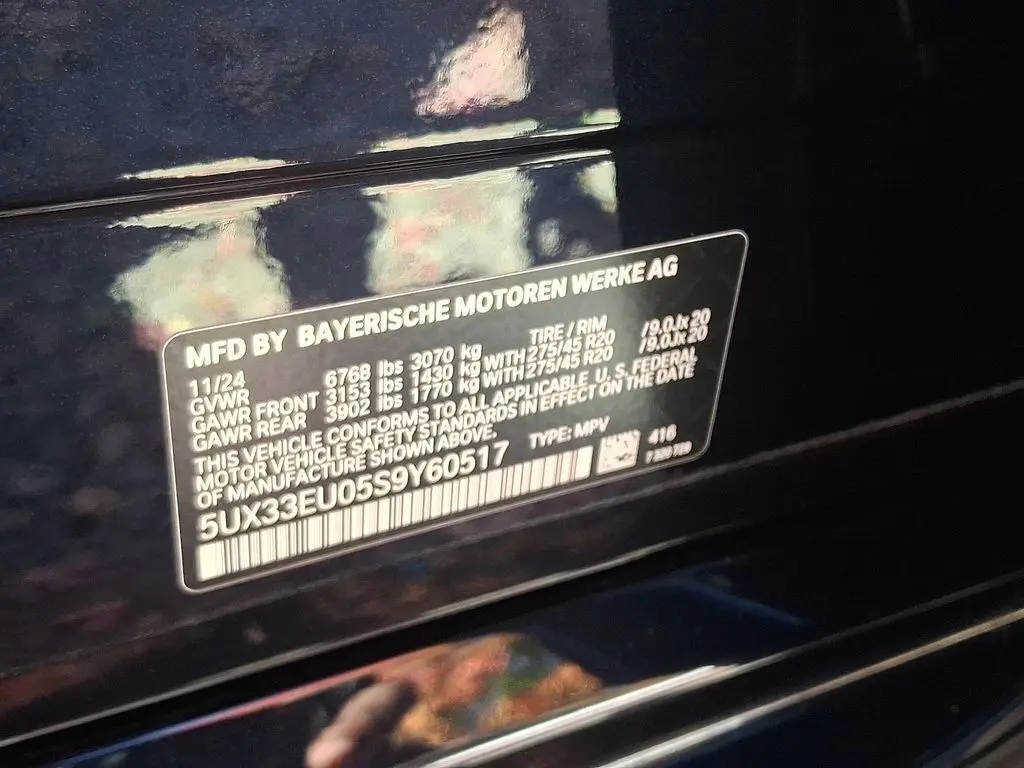 MFD BY BAYERISCHE MOTOREN WERKE AG
11/24 TIRE / RIM
GVWR 6768 lbs 3070 kg
GAWR FRONT 3153 lbs 1430 kg WITH 275/45 R20 /9.0Jx20
GAWR REAR 3902 lbs 1770 kg WITH 275/45 R20 /9.0Jx20
THIS VEHICLE CONFORMS TO ALL APPLICABLE U. S. FEDERAL
MOTOR VEHICLE SAFETY STANDARDS IN EFFECT ON THE DATE
OF MANUFACTURE SHOWN ABOVE.
5UX33EU05S9Y60517 TYPE: MPV 416